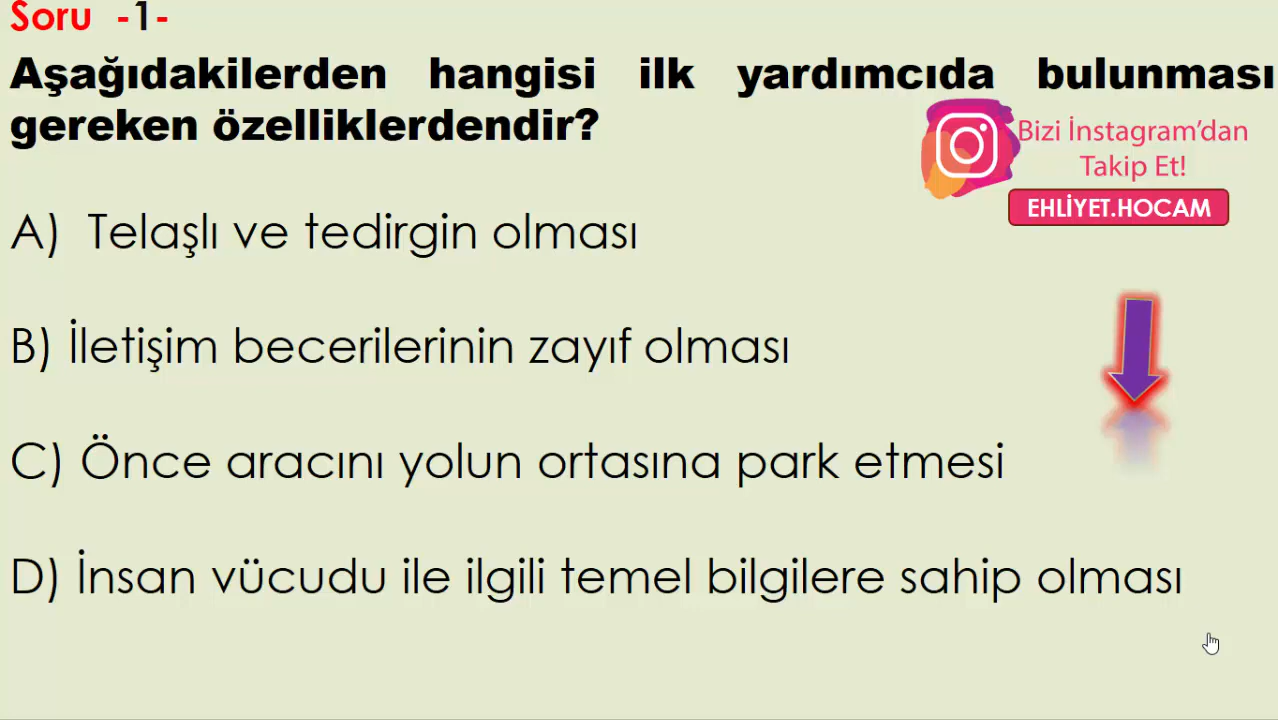 Soru -1-
Aşağıdakilerden hangisi ilk yardımcıda bulunması
gereken özelliklerdendir?
Bizi İnstagram’dan
Takip Et!
EHLİYET.HOCAM
A) Telaşlı ve tedirgin olması
B) İletişim becerilerinin zayıf olması
C) Önce aracını yolun ortasına park etmesi
D) İnsan vücudu ile ilgili temel bilgilere sahip olması